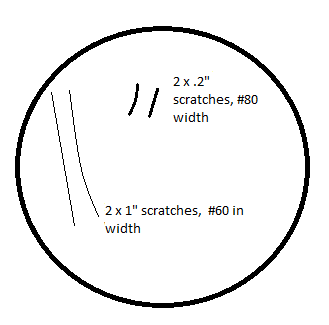 2 x .2"
scratches, #80
width
2 x 1" scratches,  #60 in
width